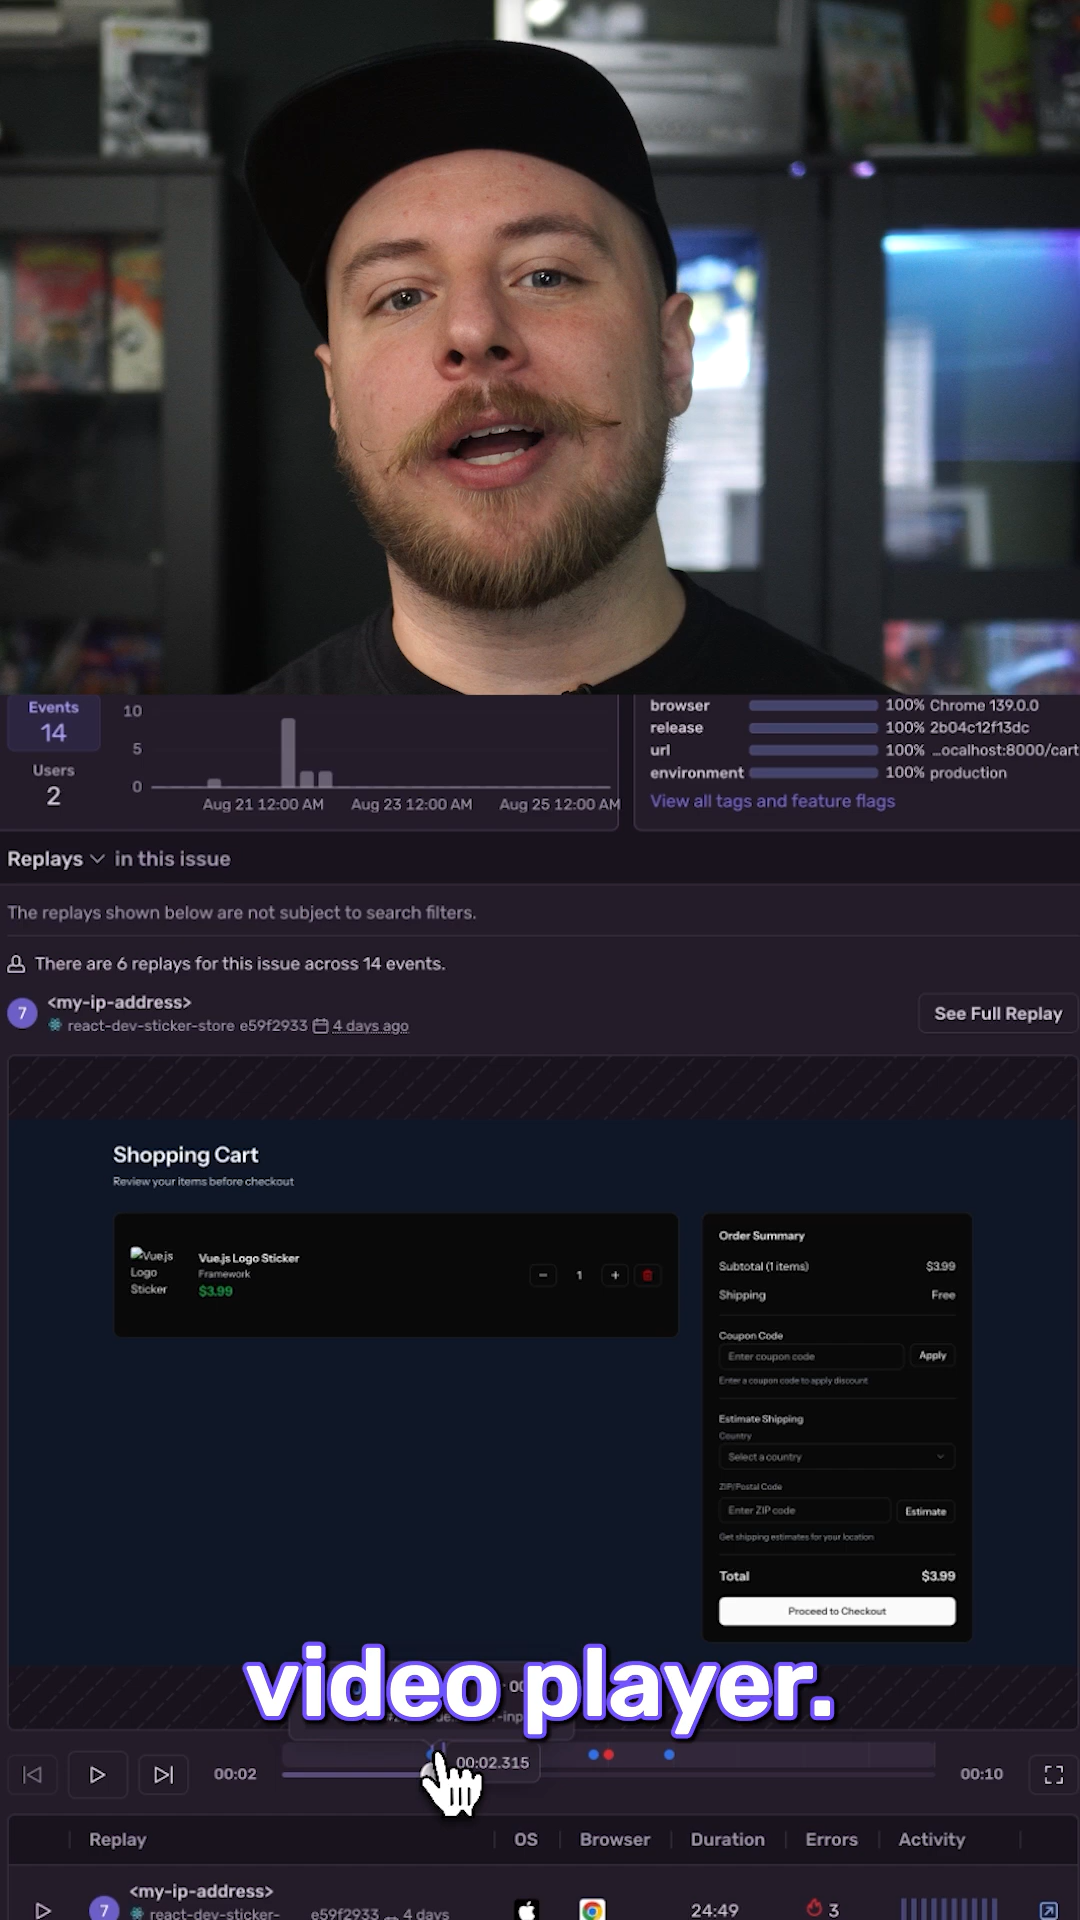 Events
14
Users
2
10
5
0
Aug 21 12:00 AM
Aug 23 12:00 AM
Aug 25 12:00 AM
browser 100% Chrome 139.0.0
release 100% 2b04c12f13dc
url 100% ...ocalhost:8000/cart
environment 100% production
View all tags and feature flags
Replays in this issue
The replays shown below are not subject to search filters.
There are 6 replays for this issue across 14 events.
7
<my-ip-address>
react-dev-sticker-store e59f2933 4 days ago
See Full Replay
Shopping Cart
Review your items before checkout
Vue.js
Logo
Sticker
Vue.js Logo Sticker
Framework
$3.99
− 1 +
Order Summary
Subtotal (1 items) $3.99
Shipping Free
Coupon Code
Enter coupon code Apply
Enter a coupon code to apply discount
Estimate Shipping
Country
Select a country
ZIP/Postal Code
Enter ZIP code Estimate
Get shipping estimates for your location
Total $3.99
Proceed to Checkout
video player.
00:02.315
00:02
00:10
Replay OS Browser Duration Errors Activity
7
<my-ip-address>
react-dev-sticker- e59f2933 4 days
24:49
3